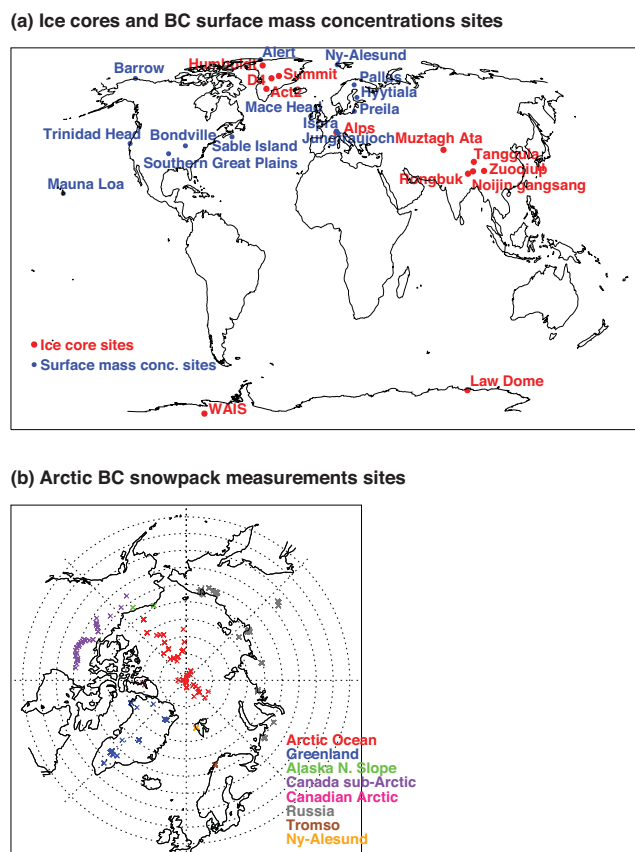 (a) Ice cores and BC surface mass concentrations sites
Alert
Ny-Alesund
Humboldt
Barrow
Summit
D4
Pallas
Act2
Hyytiala
Mace Head
Preila
Ispra
Trinidad Head
Bondville
Alps
Sable Island
Jungfraujoch
Muztagh Ata
Southern Great Plains
Tanggula
Zuoqiup
Mauna Loa
Rongbuk
Noijin-gangsang
Ice core sites
Surface mass conc. sites
Law Dome
WAIS
(b) Arctic BC snowpack measurements sites
Arctic Ocean
Greenland
Alaska N. Slope
Canada sub-Arctic
Canadian Arctic
Russia
Tromso
Ny-Alesund